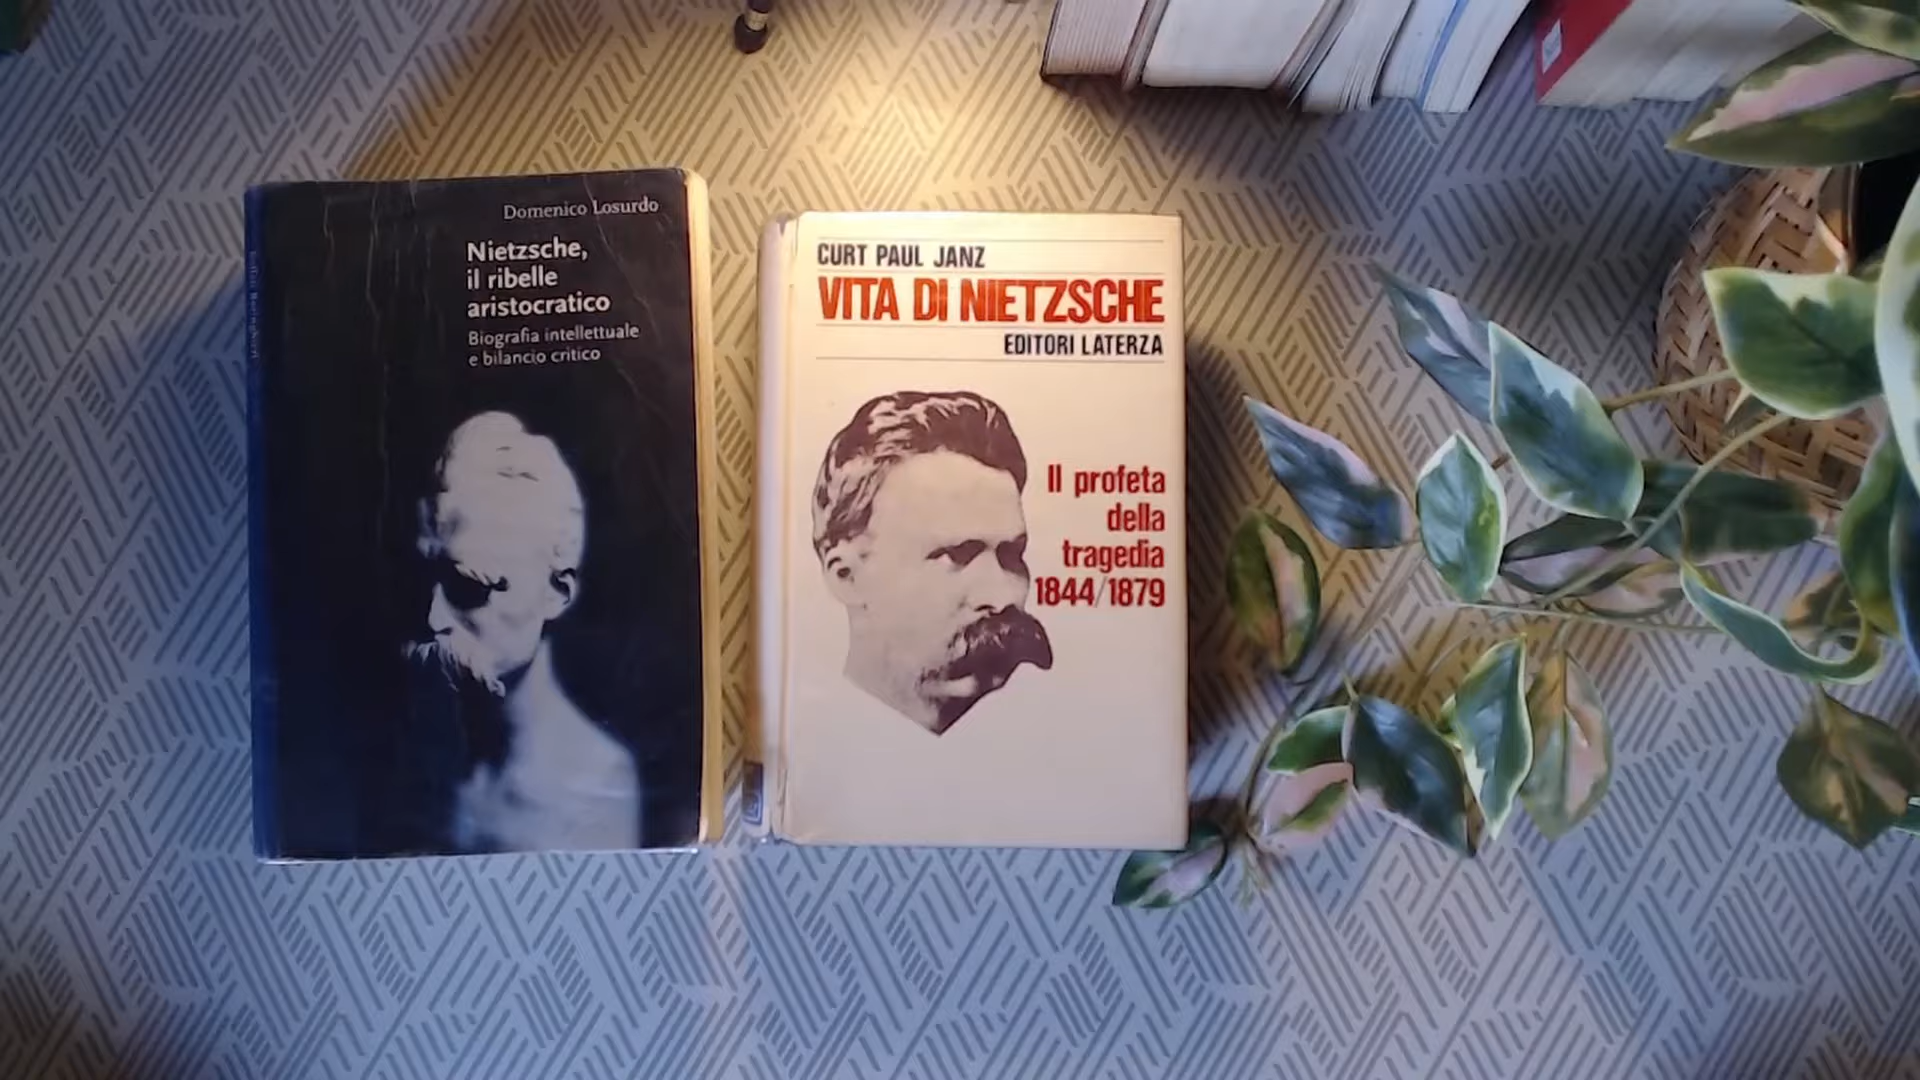 Domenico Losurdo
Nietzsche,
il ribelle
aristocratico
Biografia intellettuale
e bilancio critico
CURT PAUL JANZ
VITA DI NIETZSCHE
EDITORI LATERZA
Il profeta
della
tragedia
1844/1879